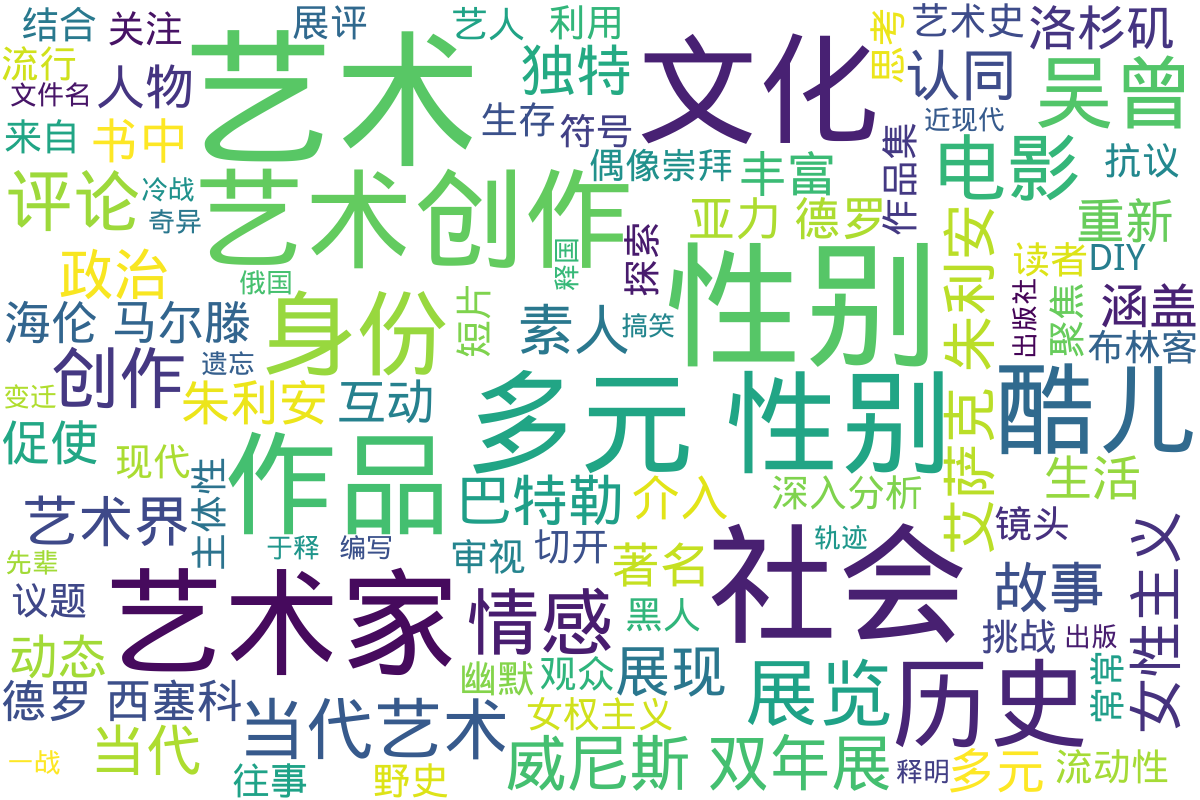 结合
关注
展评
艺人
利用
思考
艺术史
洛杉矶
流行
文件名
人物
艺术
独特
文化
认同
吴曾
来自
书中
生存
符号
近现代
作品集
电影
抗议
评论
冷战
奇异
艺术创作
偶像崇拜
丰富
亚力 德罗
重新
政治
俄国
释国
探索
性别
朱利安
读者
DIY
海伦 马尔滕
身份
短片
素人
搞笑
出版社
聚焦
涵盖
布林客
创作
遗忘
变迁
朱利安
互动
多元 性别
艾萨克
酷儿
促使
现代
主体性
作品
巴特勒
介入
深入分析
生活
艺术界
于释
编写
审视
切开
著名
社会
轨迹
镜头
女性主义
先辈
议题
艺术家
情感
黑人
故事
挑战
出版
动态
幽默
观众
展现
展览
历史
常常
德罗 西塞科
当代艺术
女权主义
一战
当代
往事
野史
威尼斯 双年展
释明
多元
流动性